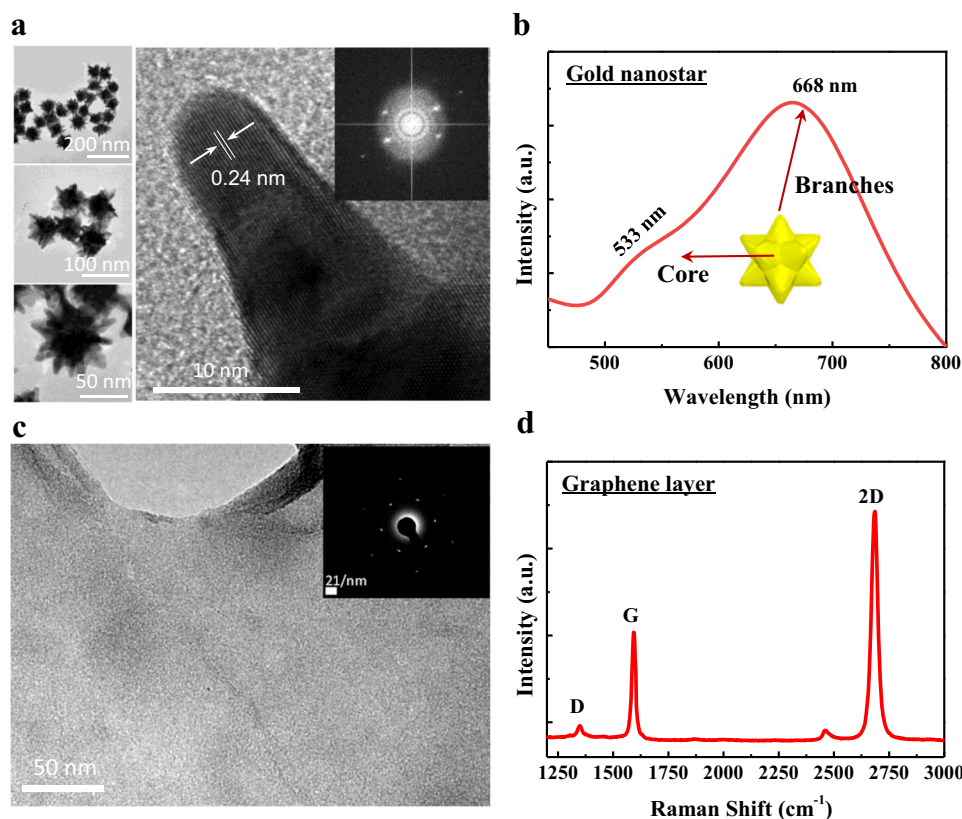 a
200 nm
100 nm
50 nm
0.24 nm
10 nm
b
Gold nanostar
668 nm
Branches
533 nm
Core
Intensity (a.u.)
500 600 700 800
Wavelength (nm)
c
21/nm
50 nm
d
Graphene layer
2D
G
D
Intensity (a.u.)
1250 1500 1750 2000 2250 2500 2750 3000
Raman Shift (cm⁻¹)